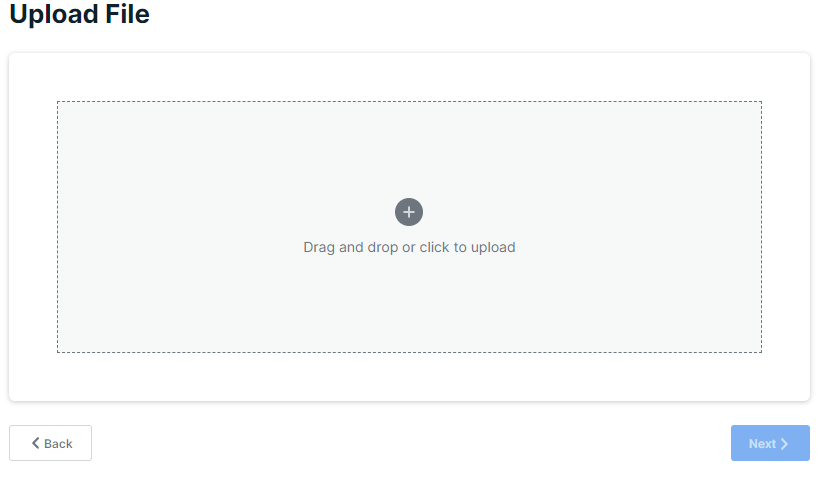 Upload File
Drag and drop or click to upload
Back
Next